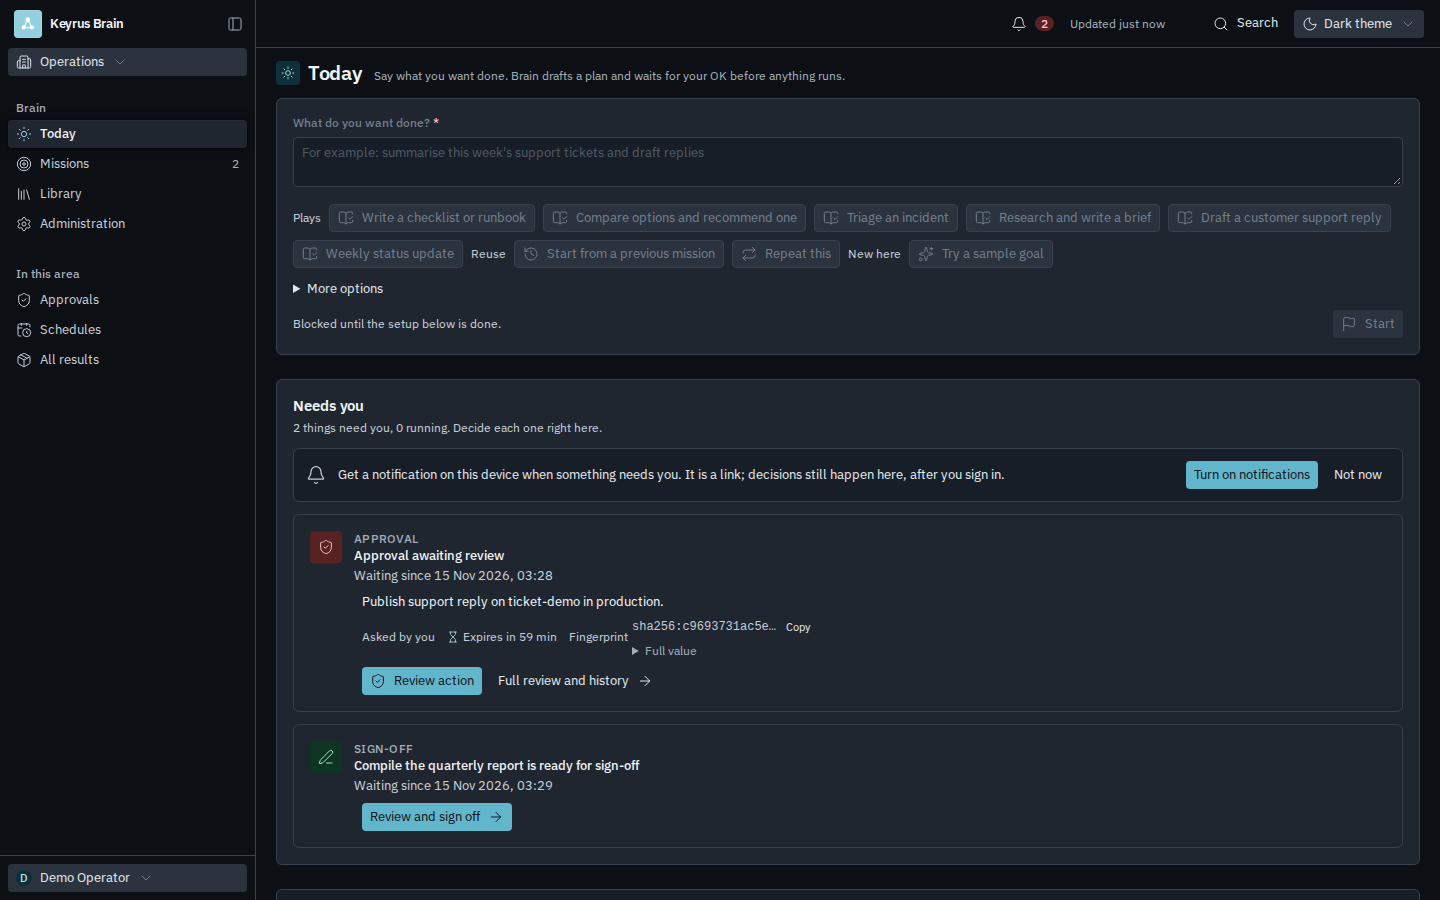 Keyrus Brain
2
Updated just now
Search
Dark theme
Operations
Brain
Today
Missions
2
Library
Administration
In this area
Approvals
Schedules
All results
Demo Operator
D
Today
Say what you want done. Brain drafts a plan and waits for your OK before anything runs.
What do you want done? *
For example: summarise this week's support tickets and draft replies
Plays
Write a checklist or runbook
Compare options and recommend one
Triage an incident
Research and write a brief
Draft a customer support reply
Weekly status update
Reuse
Start from a previous mission
Repeat this
New here
Try a sample goal
More options
Blocked until the setup below is done.
Start
Needs you
2 things need you, 0 running. Decide each one right here.
Get a notification on this device when something needs you. It is a link; decisions still happen here, after you sign in.
Turn on notifications
Not now
APPROVAL
Approval awaiting review
Waiting since 15 Nov 2026, 03:28
Publish support reply on ticket-demo in production.
Asked by you
Expires in 59 min
Fingerprint
sha256:c9693731ac5e…
Copy
Full value
Review action
Full review and history
SIGN-OFF
Compile the quarterly report is ready for sign-off
Waiting since 15 Nov 2026, 03:29
Review and sign off